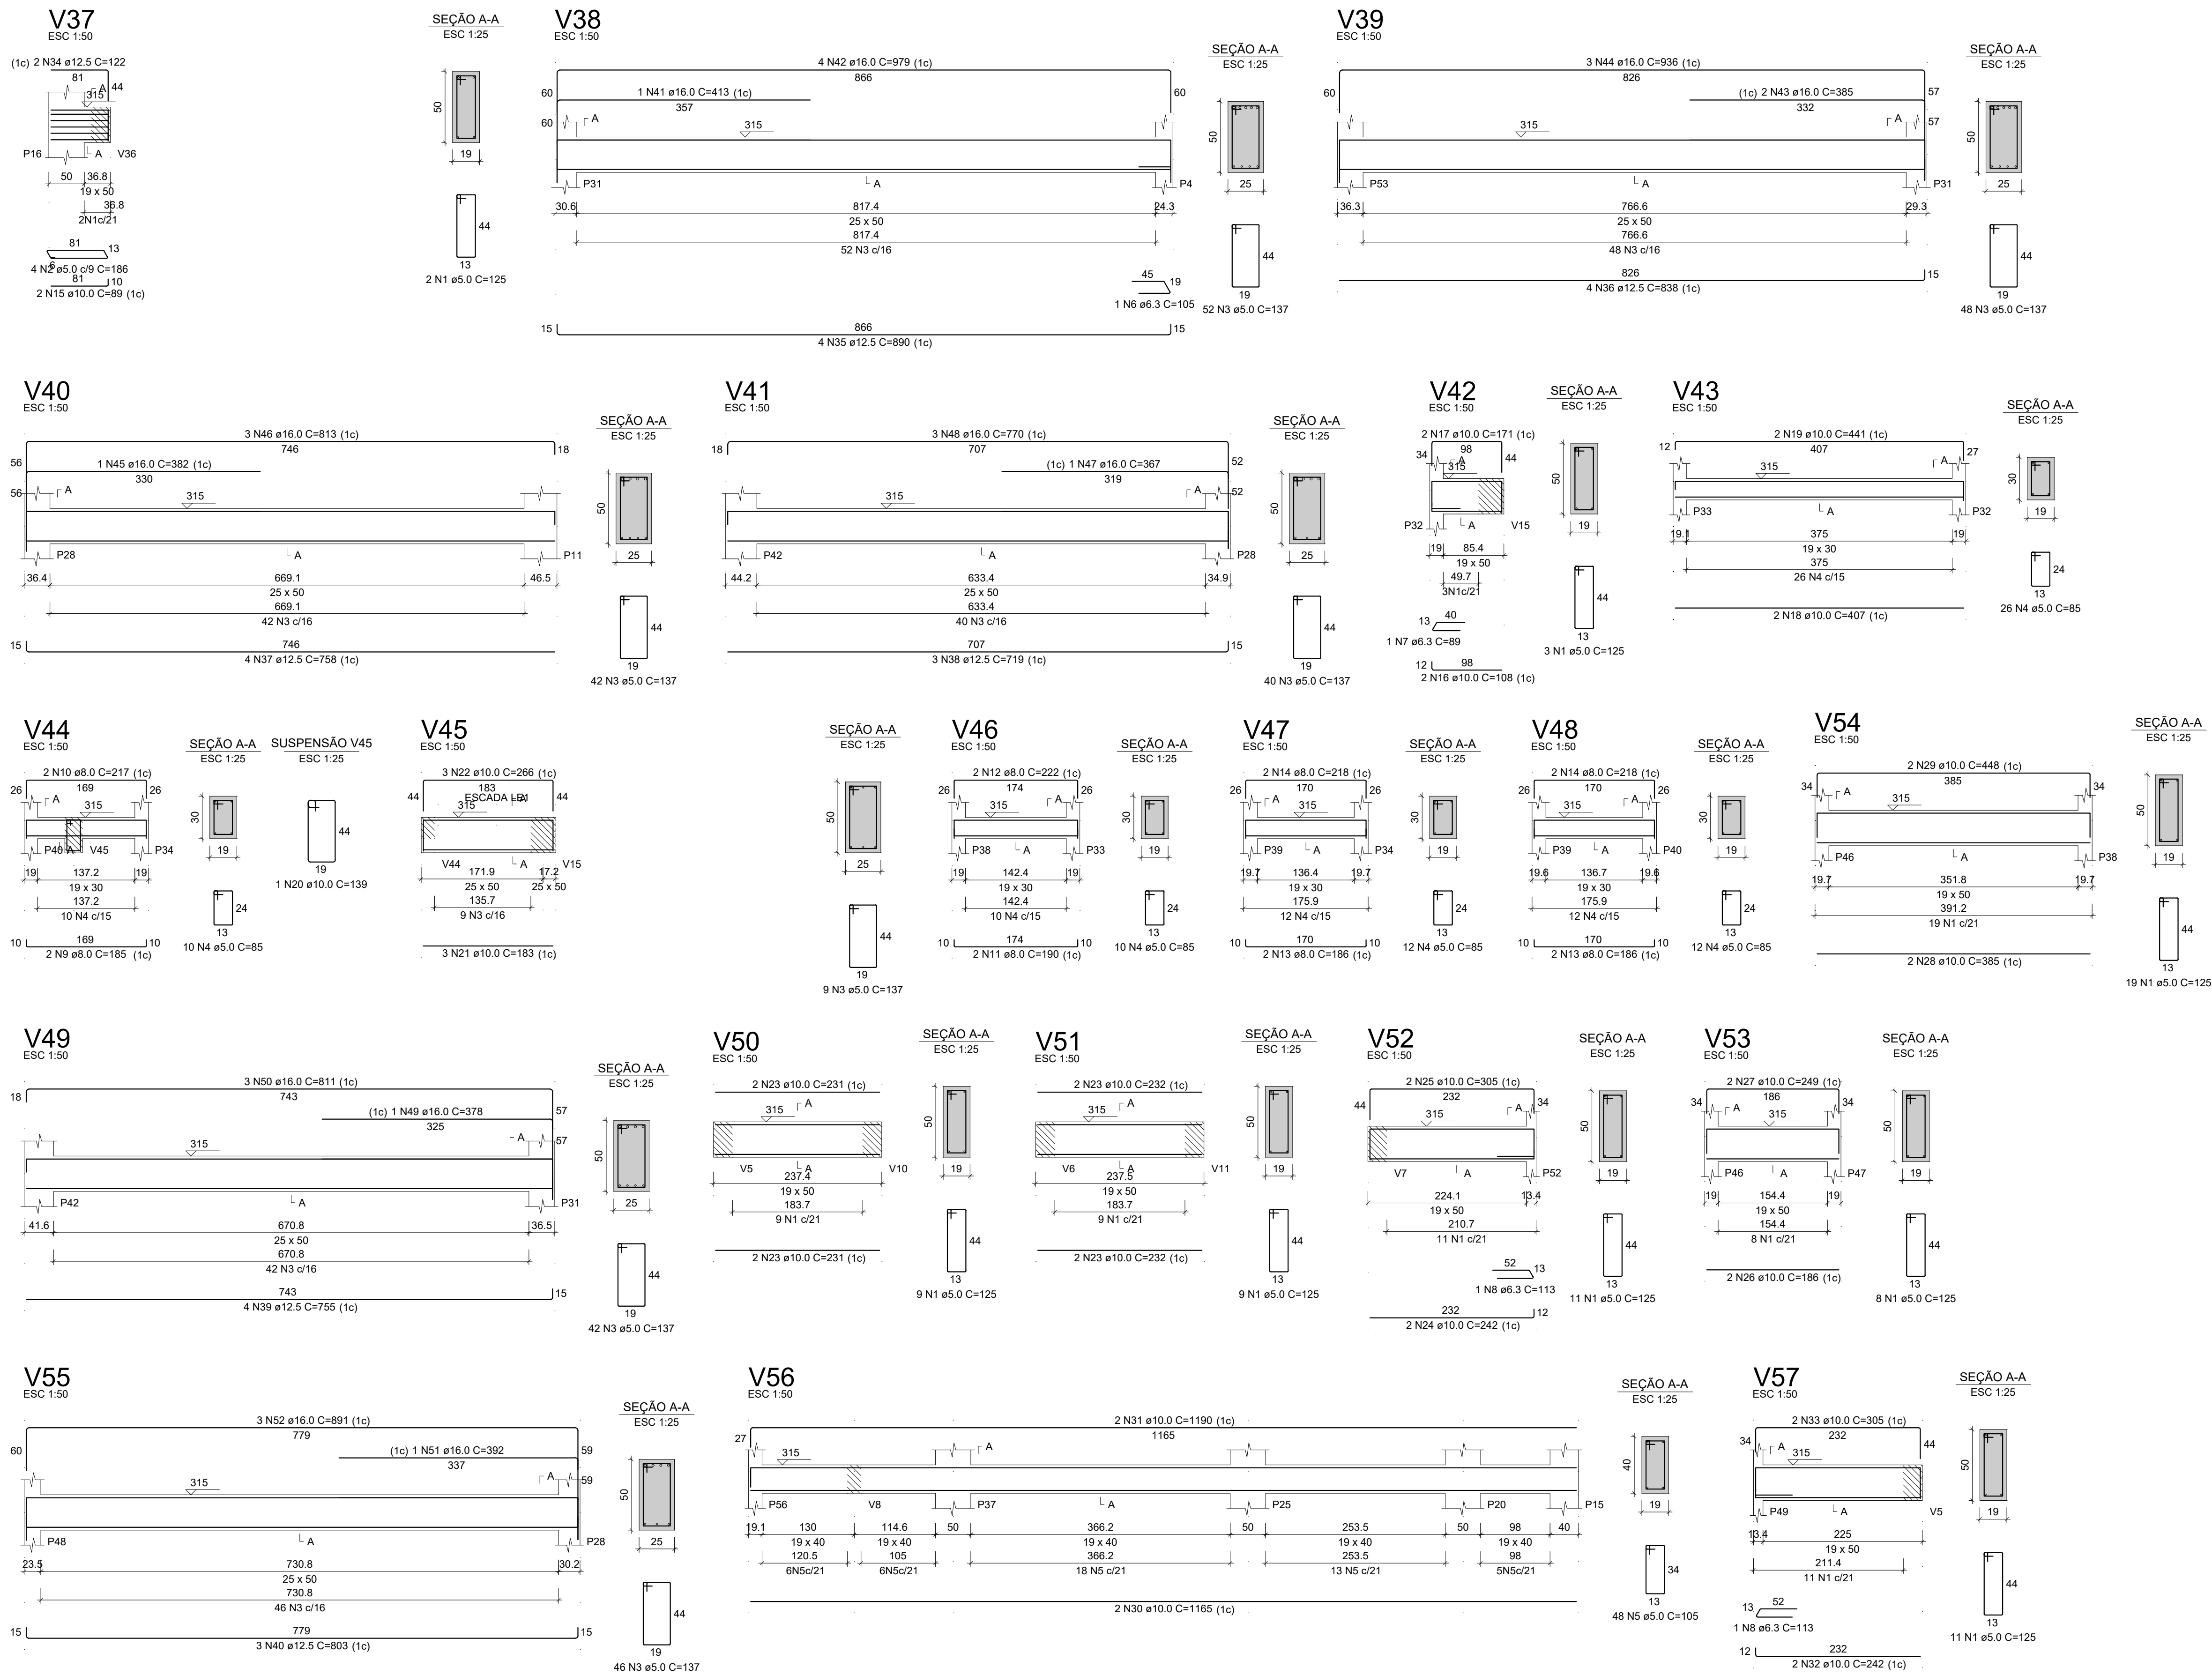 V37
ESC 1:50
SEÇÃO A-A
ESC 1:25
(1c) 2 N34 ø12.5 C=122
81
44
A
315
P16
A
V36
50
36.8
19 x 50
36.8
2N1c/21
81
13
6
4 N2 ø5.0 c/9 C=186
81
10
2 N15 ø10.0 C=89 (1c)
50
19
44
13
2 N1 ø5.0 C=125
V38
ESC 1:50
SEÇÃO A-A
ESC 1:25
4 N42 ø16.0 C=979 (1c)
866
60
1 N41 ø16.0 C=413 (1c)
60
357
60
A
315
P31
A
P4
30.6
817.4
24.3
25 x 50
817.4
52 N3 c/16
45
19
1 N6 ø6.3 C=105
15
866
15
4 N35 ø12.5 C=890 (1c)
50
25
44
19
52 N3 ø5.0 C=137
V39
ESC 1:50
SEÇÃO A-A
ESC 1:25
3 N44 ø16.0 C=936 (1c)
826
60
(1c) 2 N43 ø16.0 C=385
57
332
A
57
315
P53
A
P31
36.3
766.6
29.3
25 x 50
766.6
48 N3 c/16
826
15
4 N36 ø12.5 C=838 (1c)
50
25
44
19
48 N3 ø5.0 C=137
V40
ESC 1:50
SEÇÃO A-A
ESC 1:25
3 N46 ø16.0 C=813 (1c)
746
18
56
1 N45 ø16.0 C=382 (1c)
330
56
A
315
P28
A
P11
36.4
669.1
46.5
25 x 50
669.1
42 N3 c/16
15
746
4 N37 ø12.5 C=758 (1c)
50
25
44
19
42 N3 ø5.0 C=137
V41
ESC 1:50
SEÇÃO A-A
ESC 1:25
3 N48 ø16.0 C=770 (1c)
18
707
(1c) 1 N47 ø16.0 C=367
52
319
A
52
315
P42
A
P28
44.2
633.4
34.9
25 x 50
633.4
40 N3 c/16
707
15
3 N38 ø12.5 C=719 (1c)
50
25
44
19
40 N3 ø5.0 C=137
V42
ESC 1:50
SEÇÃO A-A
ESC 1:25
2 N17 ø10.0 C=171 (1c)
98
34
A
44
315
P32
A
V15
19
85.4
19 x 50
49.7
3N1c/21
13
40
1 N7 ø6.3 C=89
12
98
2 N16 ø10.0 C=108 (1c)
50
19
44
13
3 N1 ø5.0 C=125
V43
ESC 1:50
SEÇÃO A-A
ESC 1:25
2 N19 ø10.0 C=441 (1c)
12
407
27
315
A
P33
A
P32
19.1
375
19
19 x 30
375
26 N4 c/15
2 N18 ø10.0 C=407 (1c)
30
19
24
13
26 N4 ø5.0 C=85
V44
ESC 1:50
SEÇÃO A-A
ESC 1:25
SUSPENSÃO V45
ESC 1:25
2 N10 ø8.0 C=217 (1c)
26
169
26
A
315
P40
A
V45
P34
19
137.2
19
19 x 30
137.2
10 N4 c/15
10
169
10
2 N9 ø8.0 C=185 (1c)
30
19
24
13
10 N4 ø5.0 C=85
44
19
1 N20 ø10.0 C=139
V45
ESC 1:50
SEÇÃO A-A
ESC 1:25
3 N22 ø10.0 C=266 (1c)
183
44
ESCADA LE1
A
44
315
V44
A
V15
171.9
17.2
25 x 50
25 x 50
135.7
9 N3 c/16
3 N21 ø10.0 C=183 (1c)
50
25
44
19
9 N3 ø5.0 C=137
V46
ESC 1:50
SEÇÃO A-A
ESC 1:25
2 N12 ø8.0 C=222 (1c)
26
174
26
315
A
P38
A
P33
19
142.4
19
19 x 30
142.4
10 N4 c/15
10
174
10
2 N11 ø8.0 C=190 (1c)
30
19
24
13
10 N4 ø5.0 C=85
V47
ESC 1:50
SEÇÃO A-A
ESC 1:25
2 N14 ø8.0 C=218 (1c)
26
170
26
A
315
P39
A
P34
19.7
136.4
19.7
19 x 30
175.9
12 N4 c/15
10
170
10
2 N13 ø8.0 C=186 (1c)
30
19
24
13
12 N4 ø5.0 C=85
V48
ESC 1:50
SEÇÃO A-A
ESC 1:25
2 N14 ø8.0 C=218 (1c)
26
170
26
315
A
P39
A
P40
19.6
136.7
19.6
19 x 30
175.9
12 N4 c/15
10
170
10
2 N13 ø8.0 C=186 (1c)
30
19
24
13
12 N4 ø5.0 C=85
V54
ESC 1:50
SEÇÃO A-A
ESC 1:25
2 N29 ø10.0 C=448 (1c)
34
385
34
A
315
P46
A
P38
19.7
351.8
19.7
19 x 50
391.2
19 N1 c/21
2 N28 ø10.0 C=385 (1c)
50
19
44
13
19 N1 ø5.0 C=125
V49
ESC 1:50
SEÇÃO A-A
ESC 1:25
3 N50 ø16.0 C=811 (1c)
18
743
(1c) 1 N49 ø16.0 C=378
57
325
A
57
315
P42
A
P31
41.6
670.8
36.5
25 x 50
670.8
42 N3 c/16
743
15
4 N39 ø12.5 C=755 (1c)
50
25
44
19
42 N3 ø5.0 C=137
V50
ESC 1:50
SEÇÃO A-A
ESC 1:25
2 N23 ø10.0 C=231 (1c)
315
A
V5
A
V10
237.4
19 x 50
183.7
9 N1 c/21
2 N23 ø10.0 C=231 (1c)
50
19
44
13
9 N1 ø5.0 C=125
V51
ESC 1:50
SEÇÃO A-A
ESC 1:25
2 N23 ø10.0 C=232 (1c)
315
A
V6
A
V11
237.5
19 x 50
183.7
9 N1 c/21
2 N23 ø10.0 C=232 (1c)
50
19
44
13
9 N1 ø5.0 C=125
V52
ESC 1:50
SEÇÃO A-A
ESC 1:25
2 N25 ø10.0 C=305 (1c)
232
44
34
315
A
V7
A
P52
224.1
13.4
19 x 50
210.7
11 N1 c/21
52
13
1 N8 ø6.3 C=113
232
12
2 N24 ø10.0 C=242 (1c)
50
19
44
13
11 N1 ø5.0 C=125
V53
ESC 1:50
SEÇÃO A-A
ESC 1:25
2 N27 ø10.0 C=249 (1c)
34
186
34
A
315
P46
A
P47
19
154.4
19
19 x 50
154.4
8 N1 c/21
2 N26 ø10.0 C=186 (1c)
50
19
44
13
8 N1 ø5.0 C=125
V55
ESC 1:50
SEÇÃO A-A
ESC 1:25
3 N52 ø16.0 C=891 (1c)
779
60
(1c) 1 N51 ø16.0 C=392
59
337
A
59
315
P48
A
P28
23.5
730.8
30.2
25 x 50
730.8
46 N3 c/16
15
779
15
3 N40 ø12.5 C=803 (1c)
50
25
44
19
46 N3 ø5.0 C=137
V56
ESC 1:50
SEÇÃO A-A
ESC 1:25
2 N31 ø10.0 C=1190 (1c)
27
1165
315
A
P56
V8
P37
A
P25
P20
P15
19.1
130
114.6
50
366.2
50
253.5
50
98
40
19 x 40
19 x 40
19 x 40
19 x 40
19 x 40
120.5
105
366.2
253.5
98
6N5c/21
6N5c/21
18 N5 c/21
13 N5 c/21
5N5c/21
2 N30 ø10.0 C=1165 (1c)
40
19
34
13
48 N5 ø5.0 C=105
V57
ESC 1:50
SEÇÃO A-A
ESC 1:25
2 N33 ø10.0 C=305 (1c)
232
34
A
44
315
P49
A
V5
13.4
225
19 x 50
211.4
11 N1 c/21
13
52
1 N8 ø6.3 C=113
12
232
2 N32 ø10.0 C=242 (1c)
50
19
44
13
11 N1 ø5.0 C=125